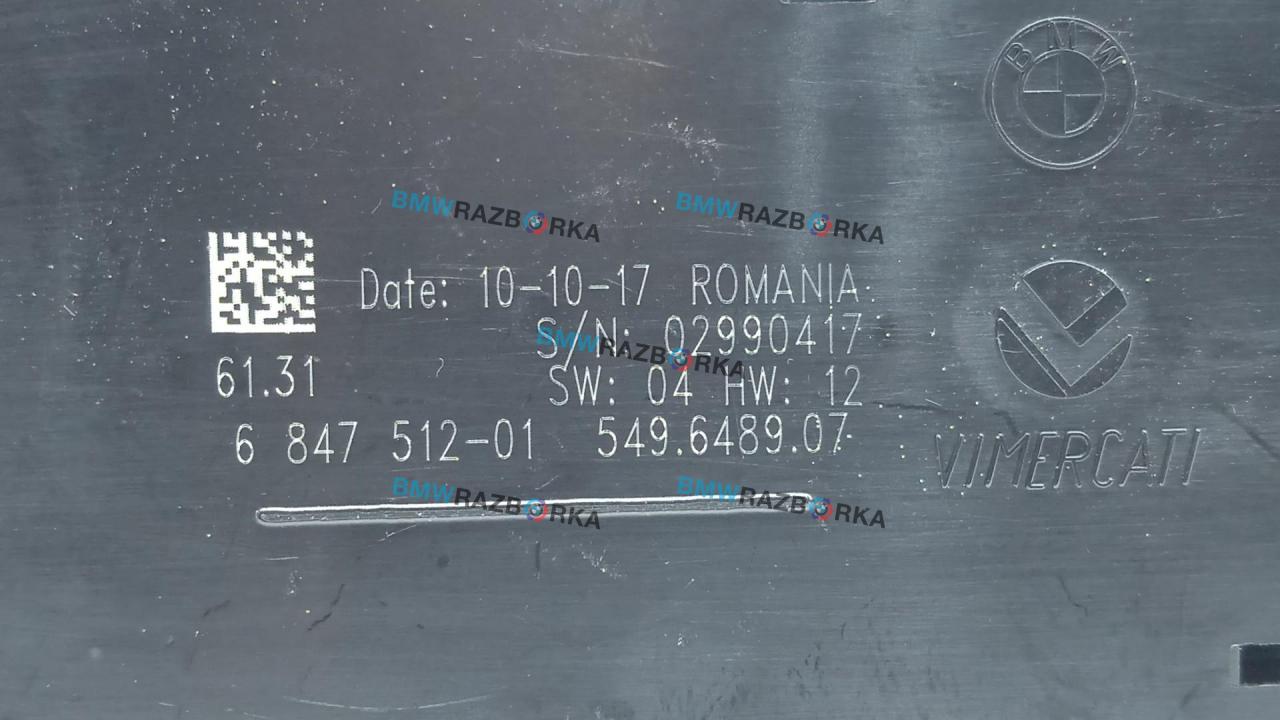 BMW
BMWRAZBORKA BMWRAZBORKA
Date: 10-10-17 ROMANIA
S/N: 02990417
BMWRAZBORKA
61.31
SW: 04 HW: 12
6 847 512-01 549.6489.07
VIMERCATI
BMWRAZBORKA BMWRAZBORKA